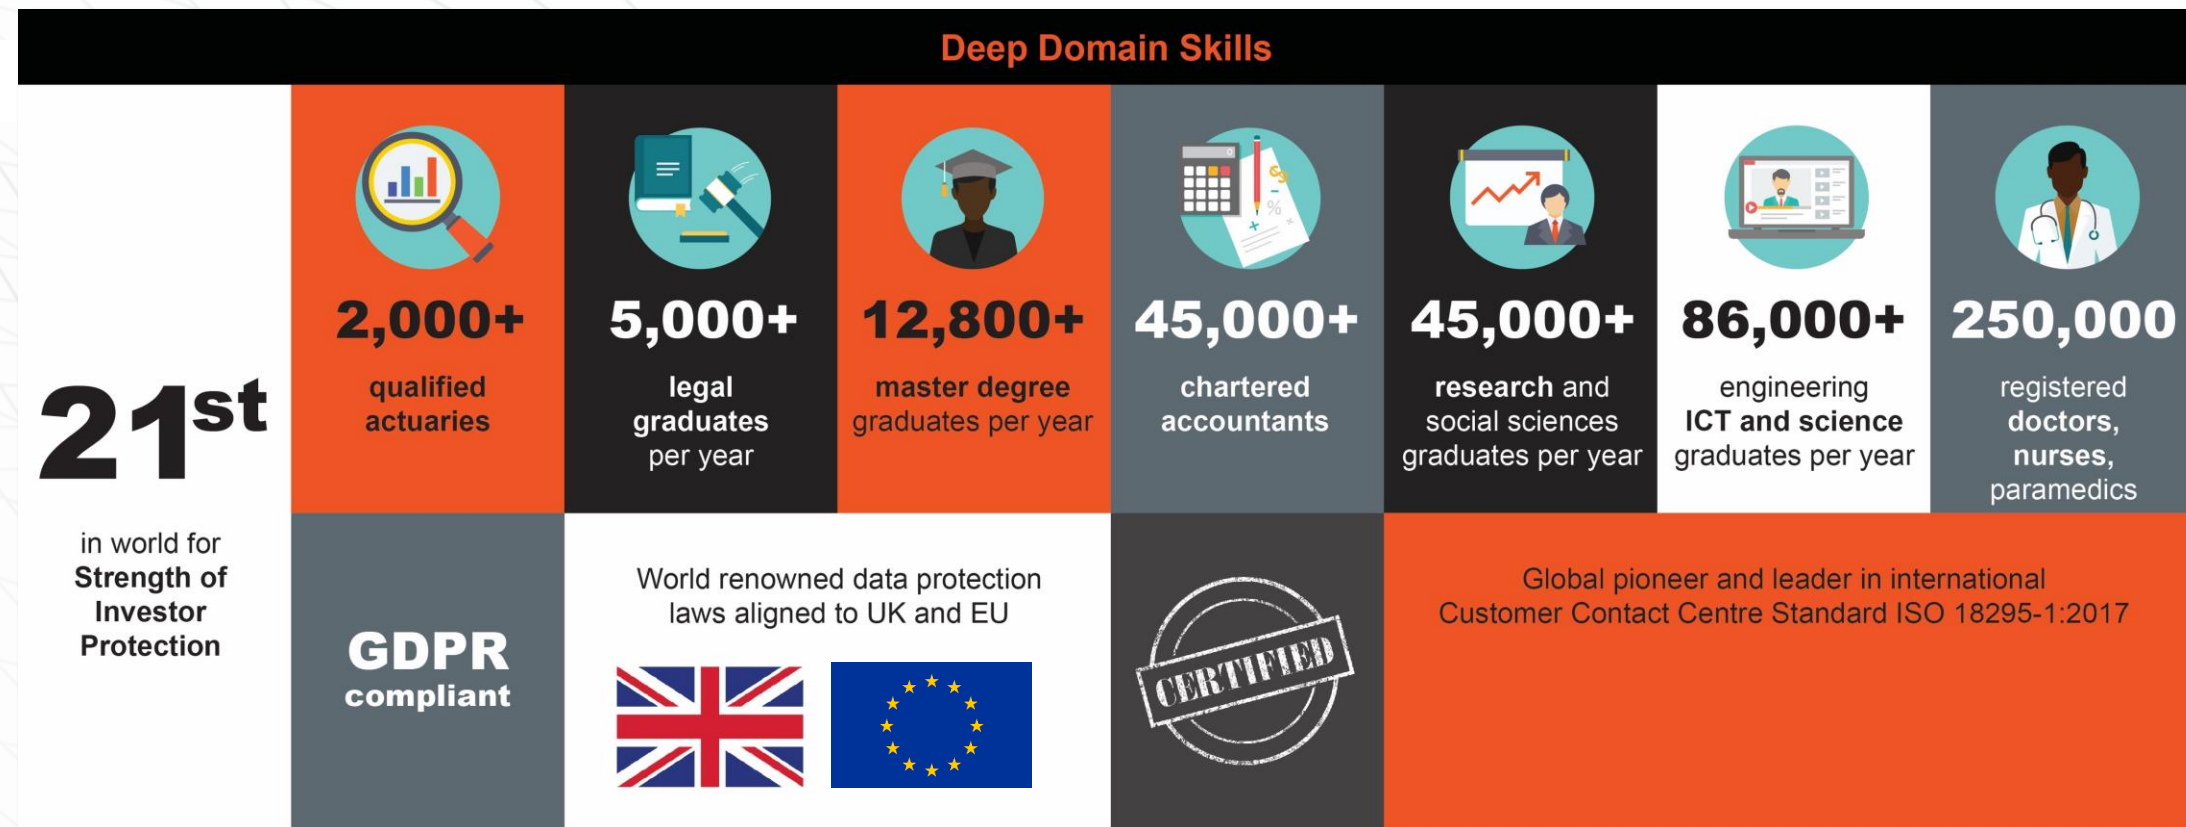 Deep Domain Skills
21st
in world for
Strength of
Investor
Protection
2,000+
qualified
actuaries
5,000+
legal
graduates
per year
12,800+
master degree
graduates per year
45,000+
chartered
accountants
45,000+
research and
social sciences
graduates per year
86,000+
engineering
ICT and science
graduates per year
250,000
registered
doctors,
nurses,
paramedics
GDPR
compliant
World renowned data protection
laws aligned to UK and EU
CERTIFIED
Global pioneer and leader in international
Customer Contact Centre Standard ISO 18295-1:2017